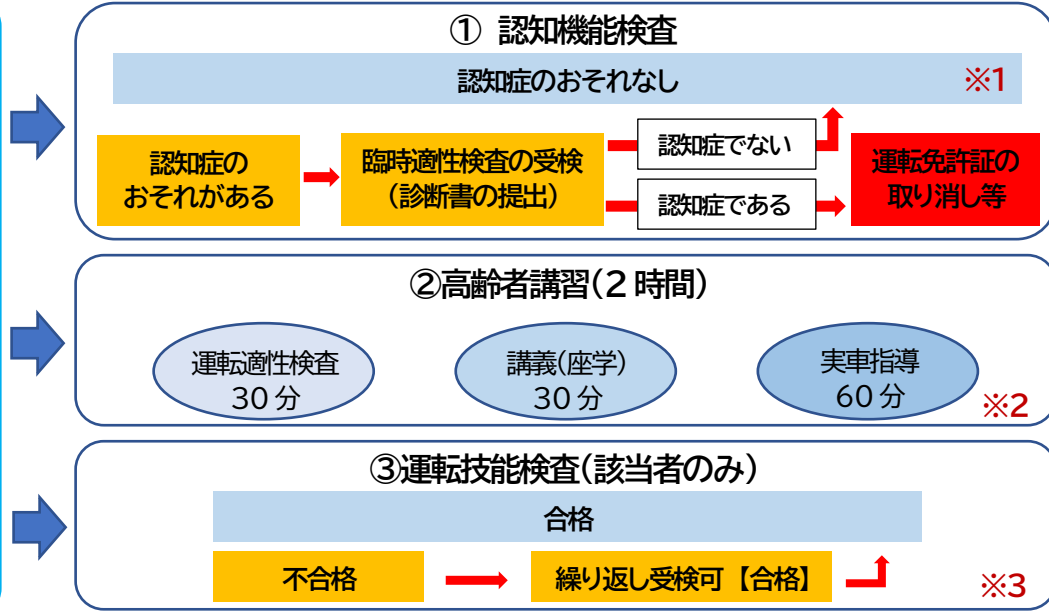 ① 認知機能検査
認知症のおそれなし ※1
認知症の
おそれがある
臨時適性検査の受検
(診断書の提出)
認知症でない
認知症である
運転免許証の
取り消し等
②高齢者講習(2時間)
運転適性検査
30分
講義(座学)
30分
実車指導
60分
※2
③運転技能検査(該当者のみ)
合格
不合格
繰り返し受検可【合格】
※3